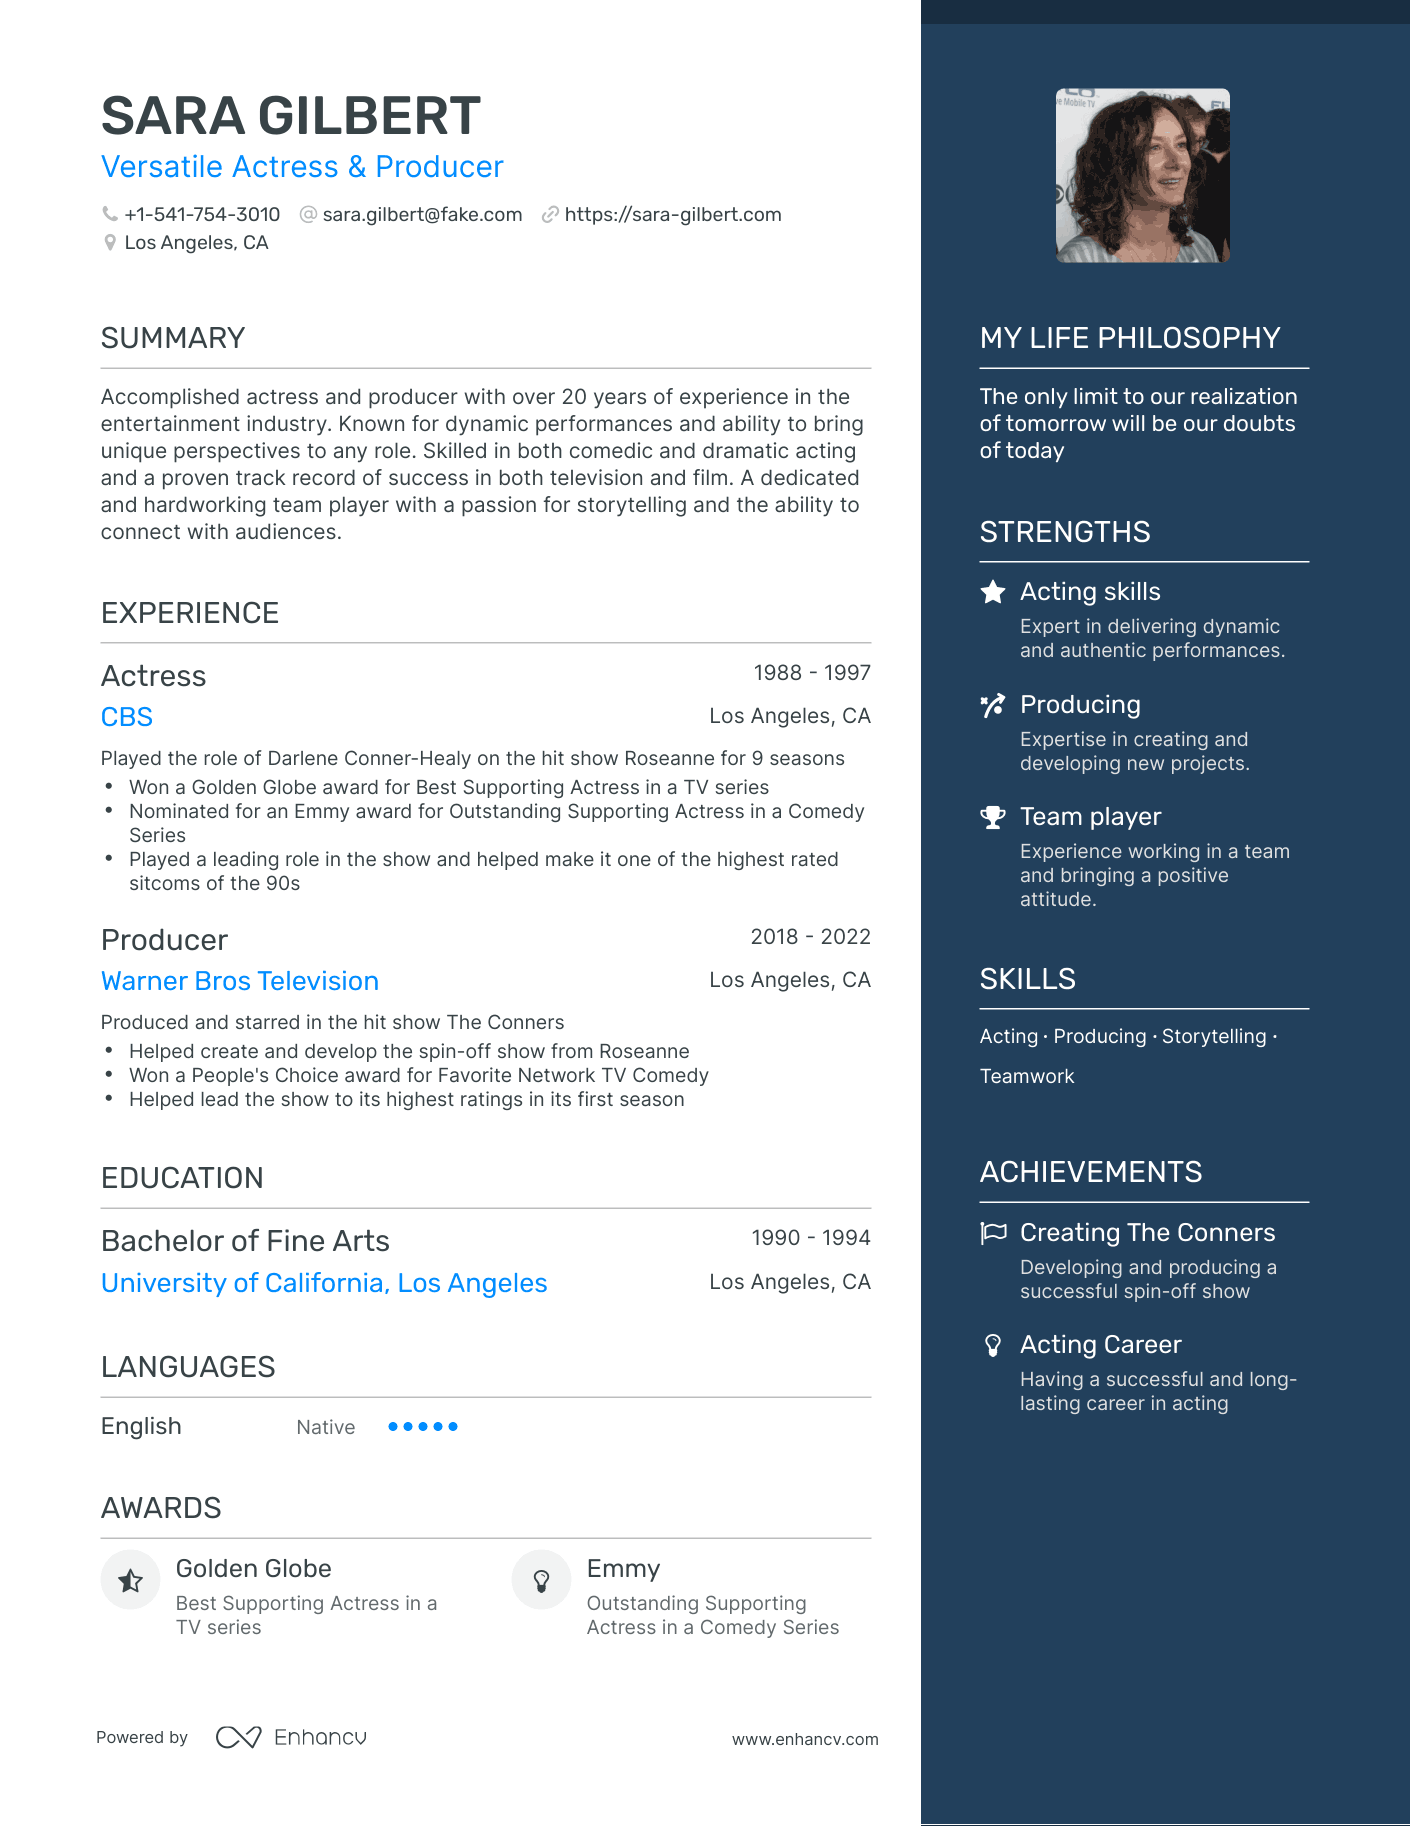 SARA GILBERT
Versatile Actress & Producer
+1-541-754-3010 @ sara.gilbert@fake.com https://sara-gilbert.com
Los Angeles, CA
SUMMARY
Accomplished actress and producer with over 20 years of experience in the
entertainment industry. Known for dynamic performances and ability to bring
unique perspectives to any role. Skilled in both comedic and dramatic acting
and a proven track record of success in both television and film. A dedicated
and hardworking team player with a passion for storytelling and the ability to
connect with audiences.
EXPERIENCE
Actress 1988 - 1997
CBS Los Angeles, CA
Played the role of Darlene Conner-Healy on the hit show Roseanne for 9 seasons
• Won a Golden Globe award for Best Supporting Actress in a TV series
• Nominated for an Emmy award for Outstanding Supporting Actress in a Comedy
Series
• Played a leading role in the show and helped make it one of the highest rated
sitcoms of the 90s
Producer 2018 - 2022
Warner Bros Television Los Angeles, CA
Produced and starred in the hit show The Conners
• Helped create and develop the spin-off show from Roseanne
• Won a People's Choice award for Favorite Network TV Comedy
• Helped lead the show to its highest ratings in its first season
EDUCATION
Bachelor of Fine Arts 1990 - 1994
University of California, Los Angeles Los Angeles, CA
LANGUAGES
English Native
AWARDS
Golden Globe
Best Supporting Actress in a
TV series
Emmy
Outstanding Supporting
Actress in a Comedy Series
Powered by Enhancv www.enhancv.com
ve Mobile TV
MY LIFE PHILOSOPHY
The only limit to our realization
of tomorrow will be our doubts
of today
STRENGTHS
Acting skills
Expert in delivering dynamic
and authentic performances.
Producing
Expertise in creating and
developing new projects.
Team player
Experience working in a team
and bringing a positive
attitude.
SKILLS
Acting · Producing · Storytelling ·
Teamwork
ACHIEVEMENTS
Creating The Conners
Developing and producing a
successful spin-off show
Acting Career
Having a successful and long-
lasting career in acting